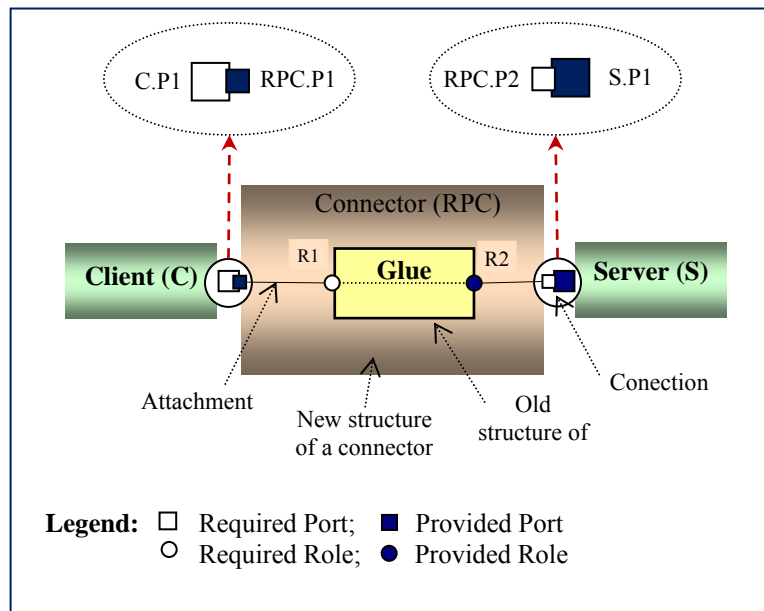 C.P1 RPC.P1
RPC.P2 S.P1
Connector (RPC)
R1
R2
Client (C)
Glue
Server (S)
Attachment
New structure
of a connector
Old
structure of
Conection
Legend: Required Port; Provided Port
Required Role; Provided Role